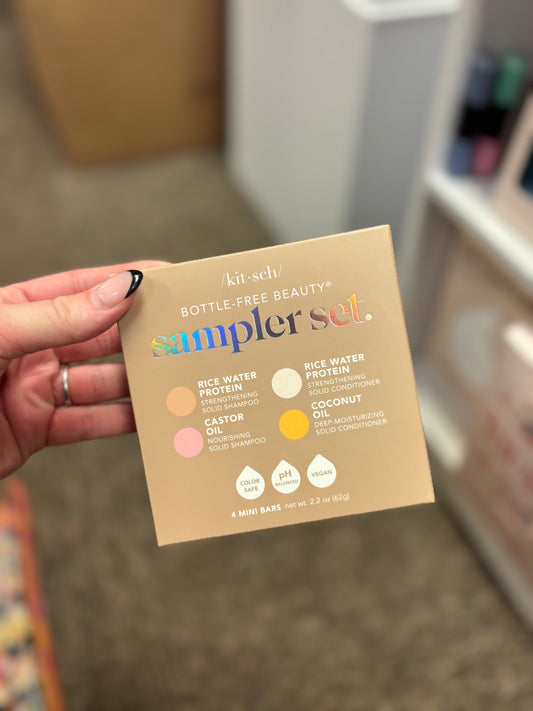 /kit·sch/
BOTTLE-FREE BEAUTY®
sampler set.®
RICE WATER
PROTEIN
STRENGTHENING
SOLID SHAMPOO
RICE WATER
PROTEIN
STRENGTHENING
SOLID CONDITIONER
CASTOR
OIL
NOURISHING
SOLID SHAMPOO
COCONUT
OIL
DEEP-MOISTURIZING
SOLID CONDITIONER
COLOR
SAFE
pH
BALANCED
VEGAN
4 MINI BARS net wt. 2.2 oz (62g)